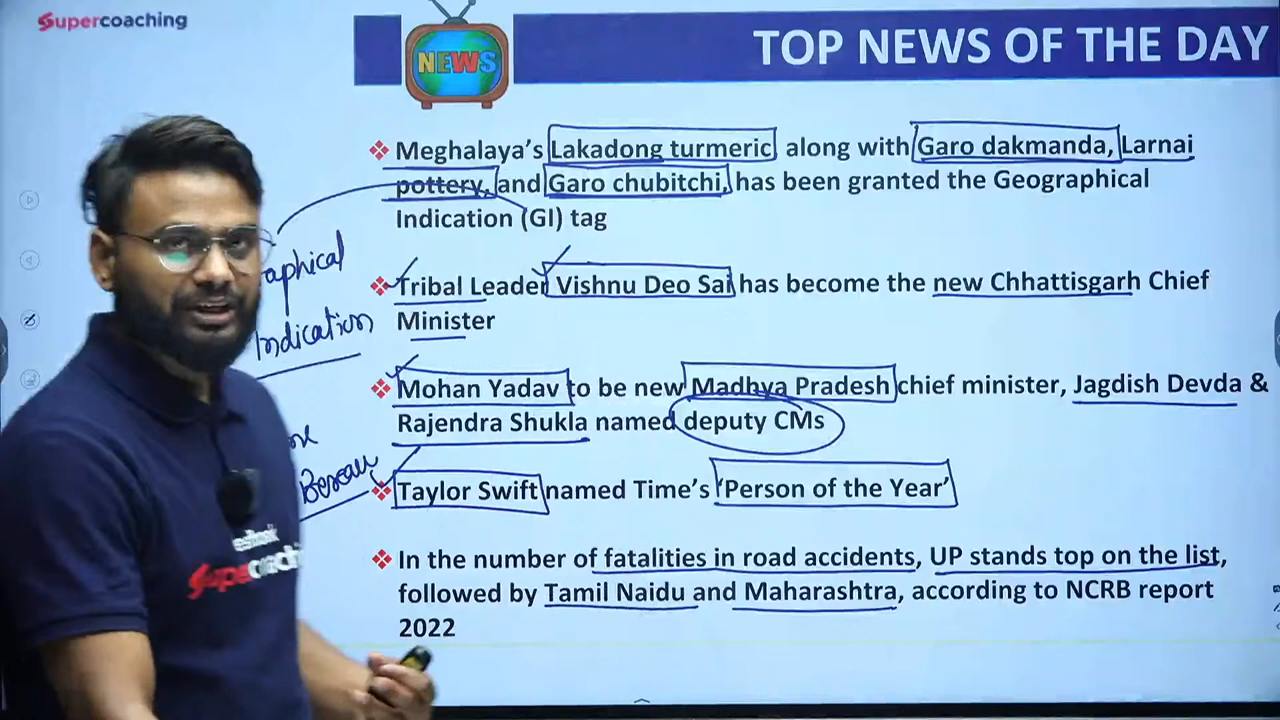 Supercoaching
NEWS
TOP NEWS OF THE DAY
Meghalaya's Lakadong turmeric along with Garo dakmanda, Larnai
pottery, and Garo chubitchi, has been granted the Geographical
Indication (GI) tag
Tribal Leader Vishnu Deo Sai has become the new Chhattisgarh Chief
Minister
Mohan Yadav to be new Madhya Pradesh chief minister, Jagdish Devda &
Rajendra Shukla named deputy CMs
Taylor Swift named Time's 'Person of the Year'
In the number of fatalities in road accidents, UP stands top on the list,
followed by Tamil Naidu and Maharashtra, according to NCRB report
2022
aphical
Indication
Bereau
Supercoachi